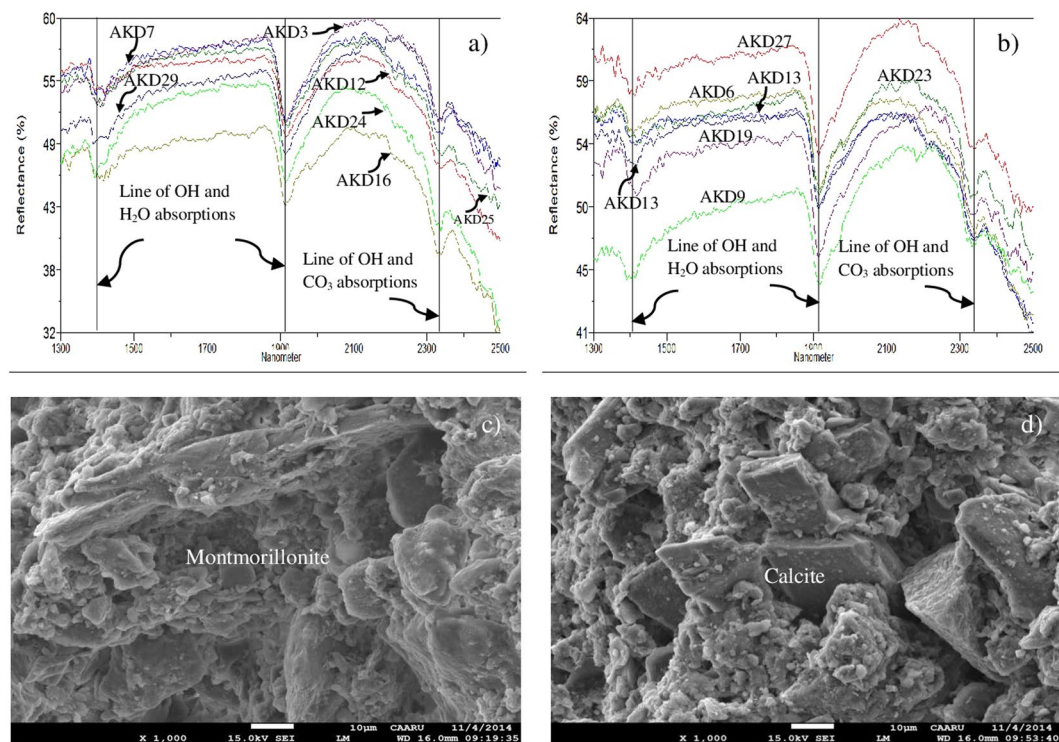 a)
Reflectance (%)
60
55
49
43
38
32
AKD7
AKD29
AKD3
AKD12
AKD24
AKD16
AKD25
Line of OH and
H₂O absorptions
Line of OH and
CO₃ absorptions
1300 1500 1700 1900 2100 2300 2500
Nanometer
b)
Reflectance (%)
64
59
54
50
45
41
AKD27
AKD6
AKD13
AKD23
AKD19
AKD13
AKD9
Line of OH and
H₂O absorptions
Line of OH and
CO₃ absorptions
1300 1500 1700 1900 2100 2300 2500
Nanometer
c)
Montmorillonite
10µm CAARU 11/4/2014
X 1,000 15.0kV SEI LM WD 16.0mm 09:19:35
d)
Calcite
10µm CAARU 11/4/2014
X 1,000 15.0kV SEI LM WD 16.0mm 09:53:40